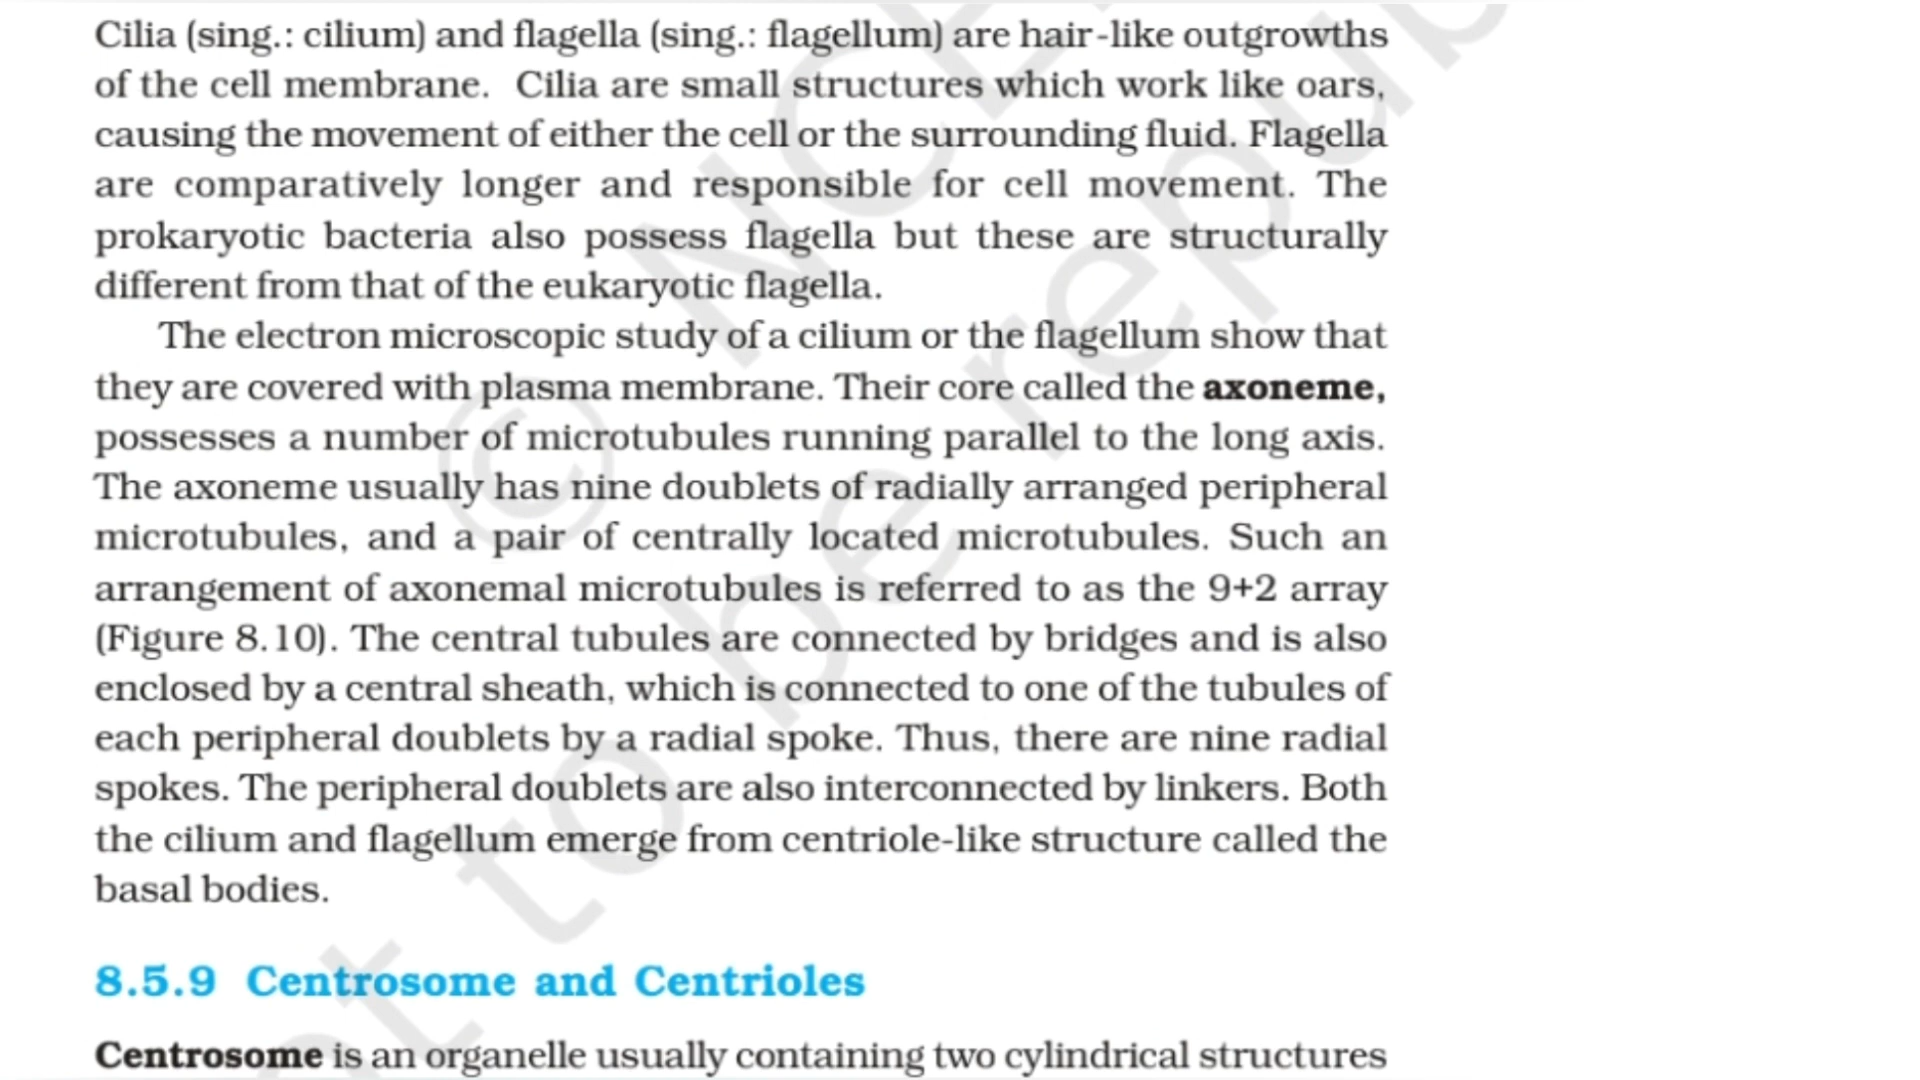 Cilia (sing.: cilium) and flagella (sing.: flagellum) are hair-like outgrowths
of the cell membrane. Cilia are small structures which work like oars,
causing the movement of either the cell or the surrounding fluid. Flagella
are comparatively longer and responsible for cell movement. The
prokaryotic bacteria also possess flagella but these are structurally
different from that of the eukaryotic flagella.
The electron microscopic study of a cilium or the flagellum show that
they are covered with plasma membrane. Their core called the axoneme,
possesses a number of microtubules running parallel to the long axis.
The axoneme usually has nine doublets of radially arranged peripheral
microtubules, and a pair of centrally located microtubules. Such an
arrangement of axonemal microtubules is referred to as the 9+2 array
(Figure 8.10). The central tubules are connected by bridges and is also
enclosed by a central sheath, which is connected to one of the tubules of
each peripheral doublets by a radial spoke. Thus, there are nine radial
spokes. The peripheral doublets are also interconnected by linkers. Both
the cilium and flagellum emerge from centriole-like structure called the
basal bodies.
8.5.9 Centrosome and Centrioles
Centrosome is an organelle usually containing two cylindrical structures